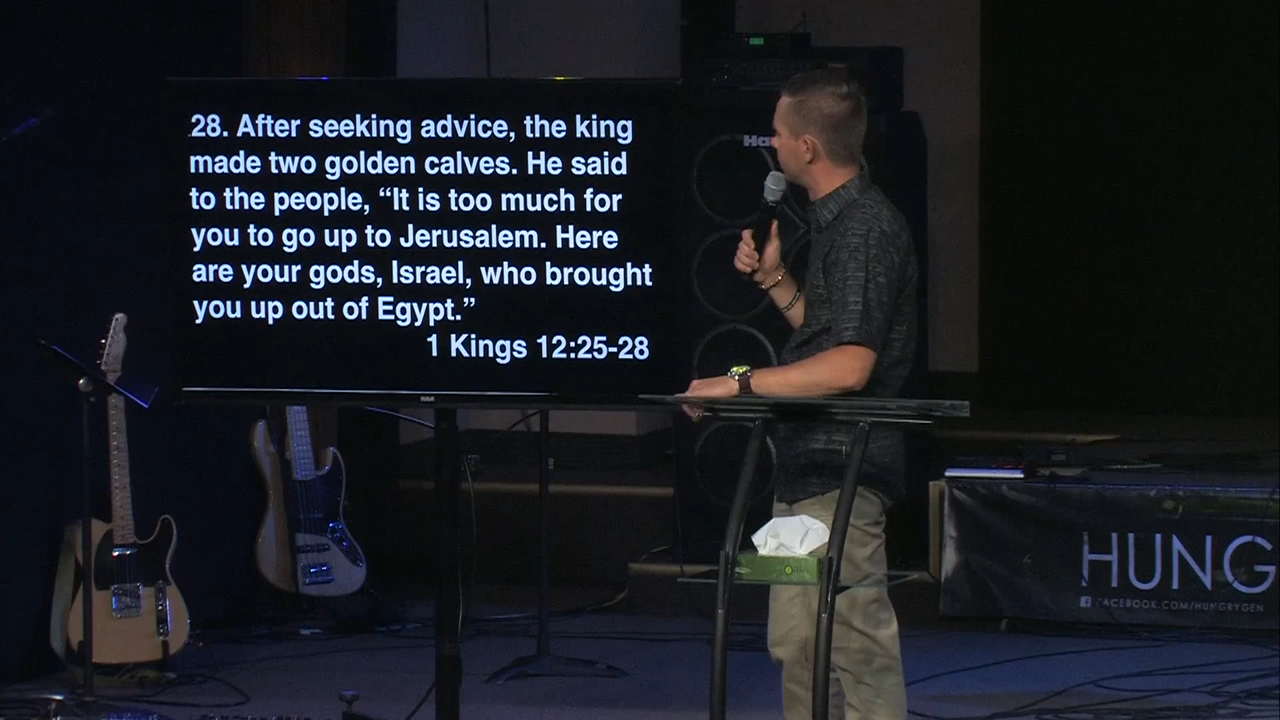 28. After seeking advice, the king
made two golden calves. He said
to the people, “It is too much for
you to go up to Jerusalem. Here
are your gods, Israel, who brought
you up out of Egypt.”
1 Kings 12:25-28
RCA
Ha
HUNG
FACEBOOK.COM/HUNGRYGEN